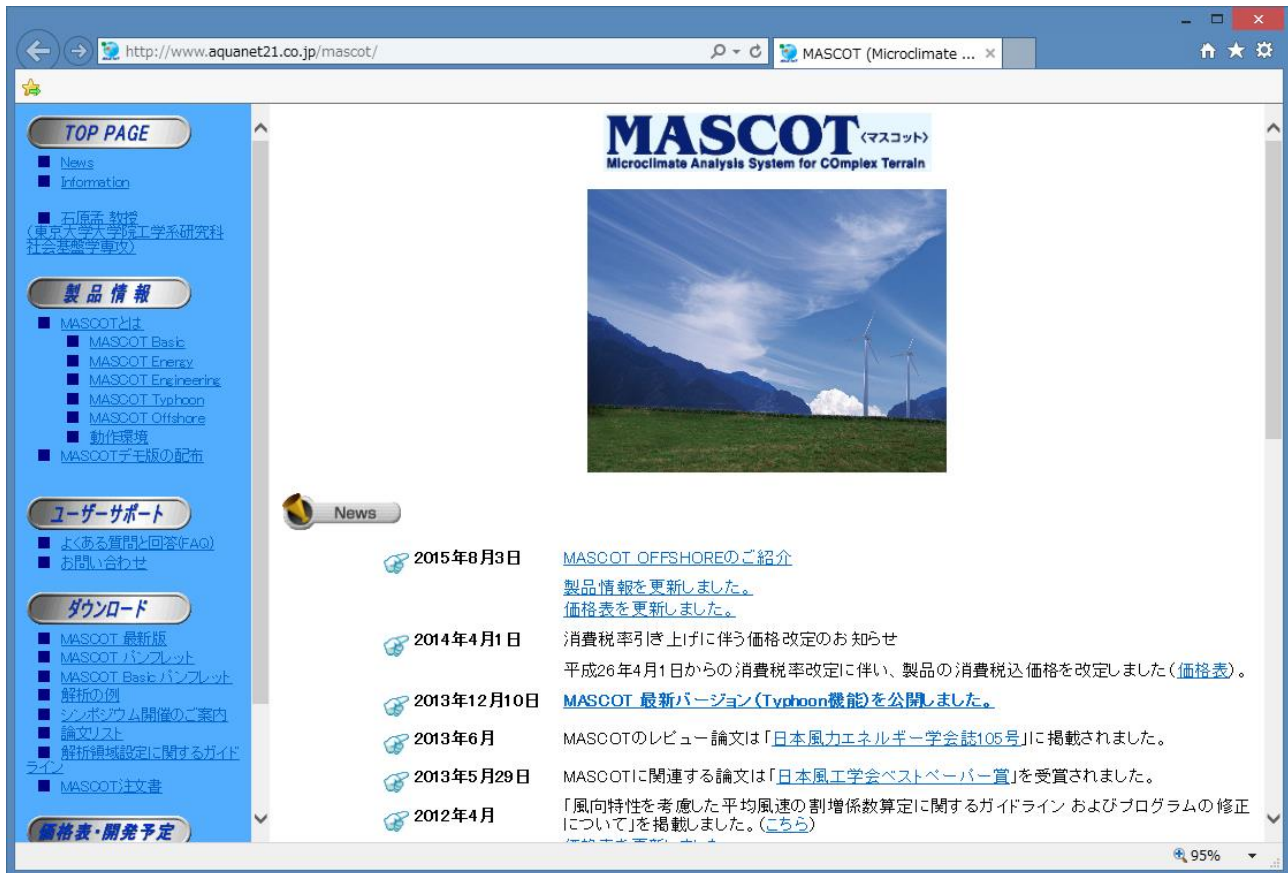 http://www.aquanet21.co.jp/mascot/
MASCOT (Microclimate ...
TOP PAGE
News
Information
石原孟 教授
(東京大学大学院工学系研究科
社会基盤学専攻)
製品情報
MASCOTとは
MASCOT Basic
MASCOT Energy
MASCOT Engineering
MASCOT Typhoon
MASCOT Offshore
動作環境
MASCOTデモ版の配布
ユーザーサポート
よくある質問と回答(FAQ)
お問い合わせ
ダウンロード
MASCOT 最新版
MASCOT パンフレット
MASCOT Basic パンフレット
解析の例
シンポジウム開催のご案内
論文リスト
解析領域設定に関するガイド
ライン
MASCOT注文書
価格表・開発予定
MASCOT〈マスコット〉
Microclimate Analysis System for COmplex Terrain
News
2015年8月3日 MASCOT OFFSHOREのご紹介
製品情報を更新しました。
価格表を更新しました。
2014年4月1日 消費税率引き上げに伴う価格改定のお知らせ
平成26年4月1日からの消費税率改定に伴い、製品の消費税込価格を改定しました(価格表)。
2013年12月10日 MASCOT 最新バージョン(Typhoon機能)を公開しました。
2013年6月 MASCOTのレビュー論文は「日本風力エネルギー学会誌105号」に掲載されました。
2013年5月29日 MASCOTに関連する論文は「日本風工学会ベストペーパー賞」を受賞されました。
2012年4月 「風向特性を考慮した平均風速の割増係数算定に関するガイドライン およびプログラムの修正
について」を掲載しました。(こちら)
95%